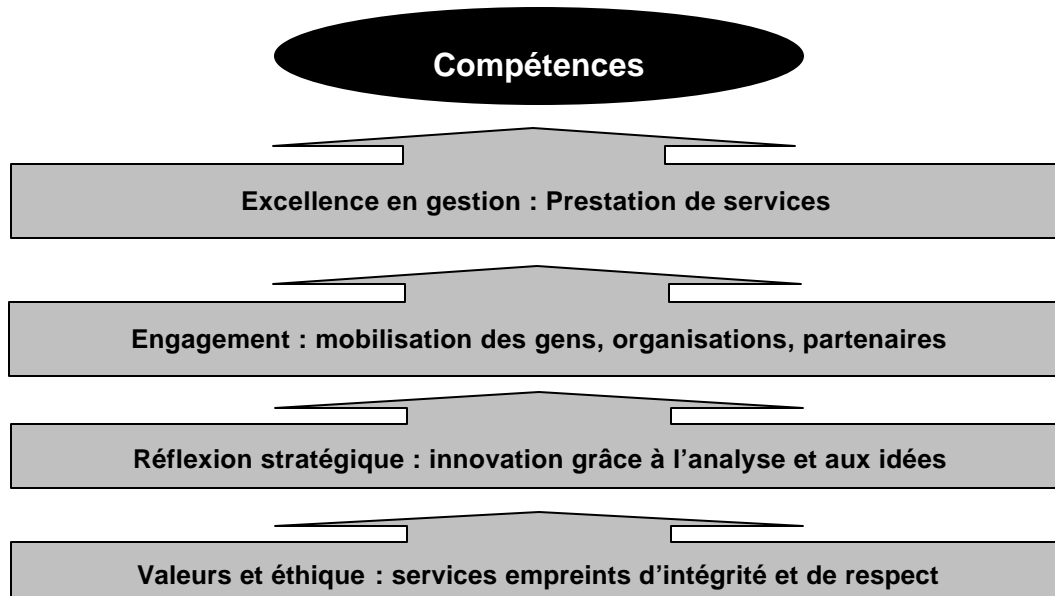 Compétences
Excellence en gestion : Prestation de services
Engagement : mobilisation des gens, organisations, partenaires
Réflexion stratégique : innovation grâce à l’analyse et aux idées
Valeurs et éthique : services empreints d’intégrité et de respect